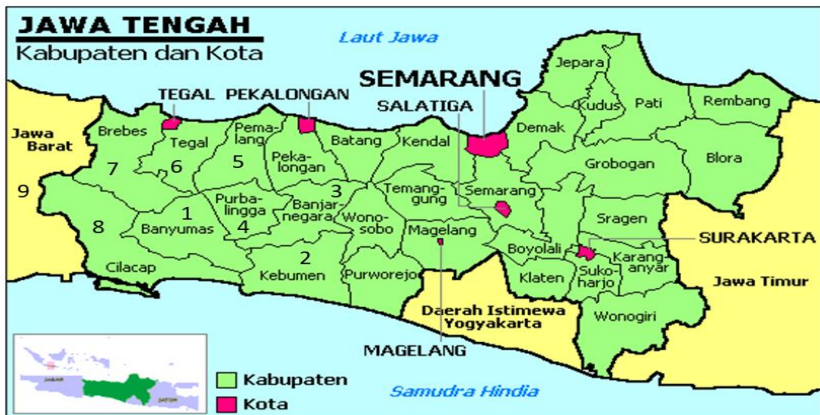 JAWA TENGAH
Kabupaten dan Kota
Laut Jawa
SEMARANG
TEGAL
PEKALONGAN
SALATIGA
Jepara
Kudus
Pati
Rembang
Demak
Blora
Grobogan
Jawa
Barat
9
Brebes
7
Tegal
6
Pema-
lang
5
Peka-
longan
Batang
Kendal
3
Temang-
gung
Semarang
Purba-
lingga
4
Banjar-
negara
Wono-
sobo
1
Banyumas
8
Magelang
Sragen
SURAKARTA
Boyolali
Karang-
anyar
2
Kebumen
Cilacap
Purworejo
Klaten
Suko-
harjo
Jawa Timur
Daerah Istimewa
Yogyakarta
Wonogiri
MAGELANG
Kabupaten
Kota
Samudra Hindia